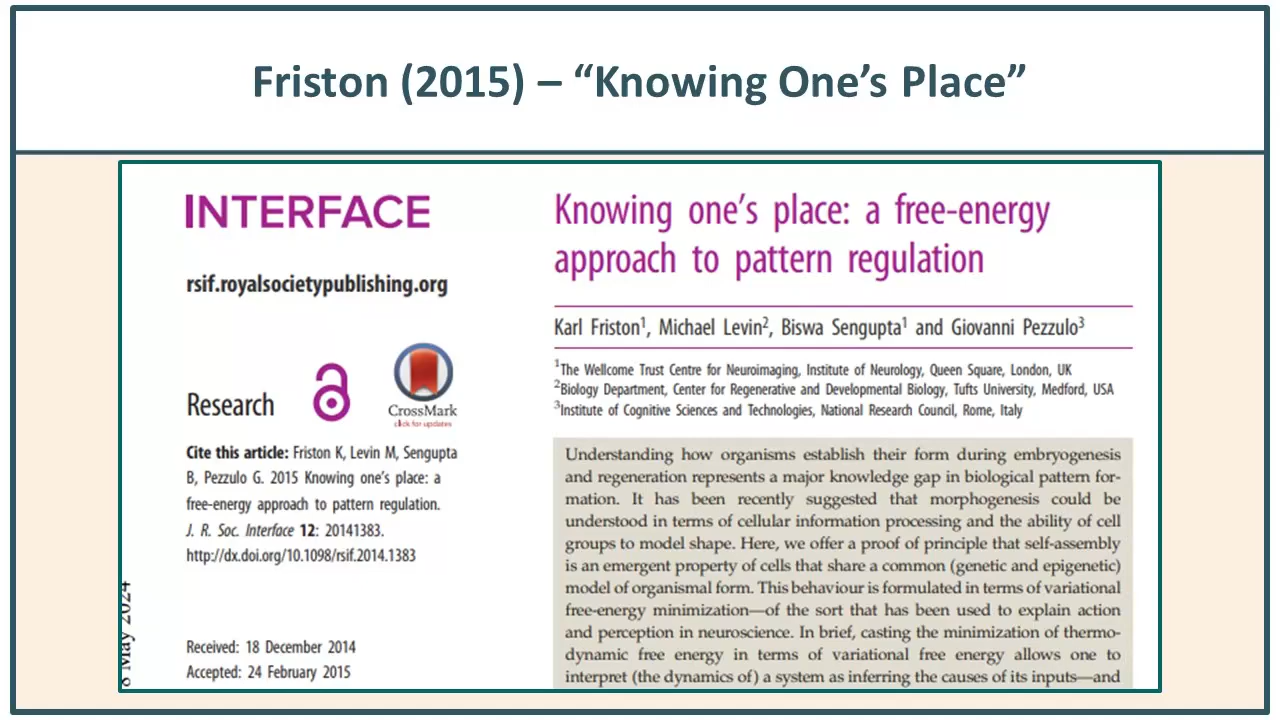 Friston (2015) – “Knowing One’s Place”
INTERFACE
rsif.royalsocietypublishing.org
Research
CrossMark
click for updates
Cite this article: Friston K, Levin M, Sengupta
B, Pezzulo G. 2015 Knowing one’s place: a
free-energy approach to pattern regulation.
J. R. Soc. Interface 12: 20141383.
http://dx.doi.org/10.1098/rsif.2014.1383
Received: 18 December 2014
Accepted: 24 February 2015
8 May 2024
Knowing one’s place: a free-energy
approach to pattern regulation
Karl Friston1, Michael Levin2, Biswa Sengupta1 and Giovanni Pezzulo3
1The Wellcome Trust Centre for Neuroimaging, Institute of Neurology, Queen Square, London, UK
2Biology Department, Center for Regenerative and Developmental Biology, Tufts University, Medford, USA
3Institute of Cognitive Sciences and Technologies, National Research Council, Rome, Italy
Understanding how organisms establish their form during embryogenesis
and regeneration represents a major knowledge gap in biological pattern for-
mation. It has been recently suggested that morphogenesis could be
understood in terms of cellular information processing and the ability of cell
groups to model shape. Here, we offer a proof of principle that self-assembly
is an emergent property of cells that share a common (genetic and epigenetic)
model of organismal form. This behaviour is formulated in terms of variational
free-energy minimization—of the sort that has been used to explain action
and perception in neuroscience. In brief, casting the minimization of thermo-
dynamic free energy in terms of variational free energy allows one to
interpret (the dynamics of) a system as inferring the causes of its inputs—and